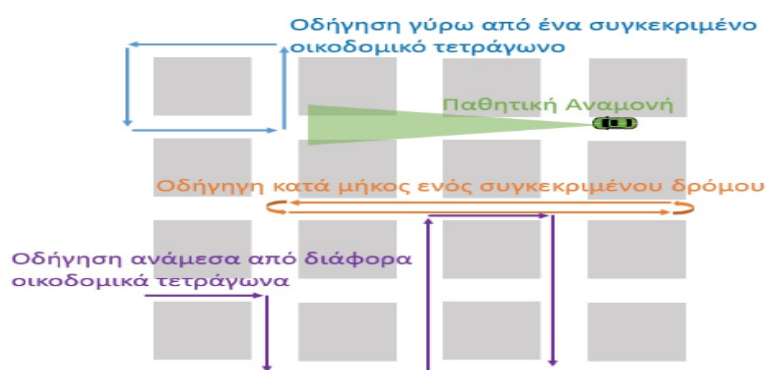 Οδήγηση γύρω από ένα συγκεκριμένο
οικοδομικό τετράγωνο
Παθητική Αναμονή
Οδήγηγη κατά μήκος ενός συγκεκριμένου δρόμου
Οδήγηση ανάμεσα από διάφορα
οικοδομικά τετράγωνα